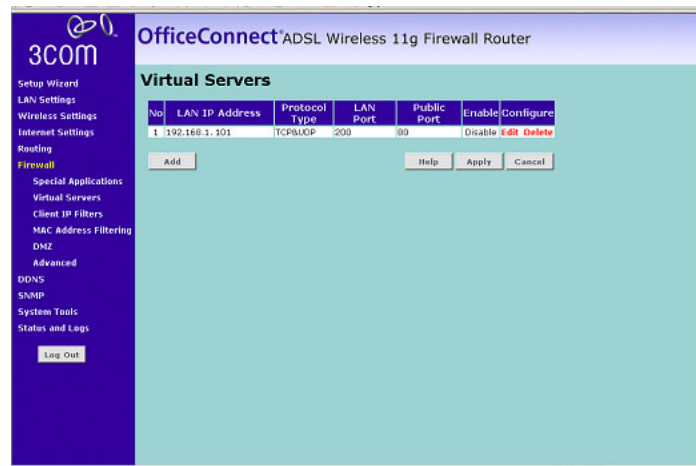 3COM
OfficeConnect® ADSL Wireless 11g Firewall Router
Setup Wizard
LAN Settings
Wireless Settings
Internet Settings
Routing
Firewall
Special Applications
Virtual Servers
Client IP Filters
MAC Address Filtering
DMZ
Advanced
DDNS
SNMP
System Tools
Status and Logs
Log Out
Virtual Servers
No LAN IP Address Protocol Type LAN Port Public Port Enable Configure
1 192.168.1.101 TCP&UDP 200 80 Disable Edit Delete
Add Help Apply Cancel